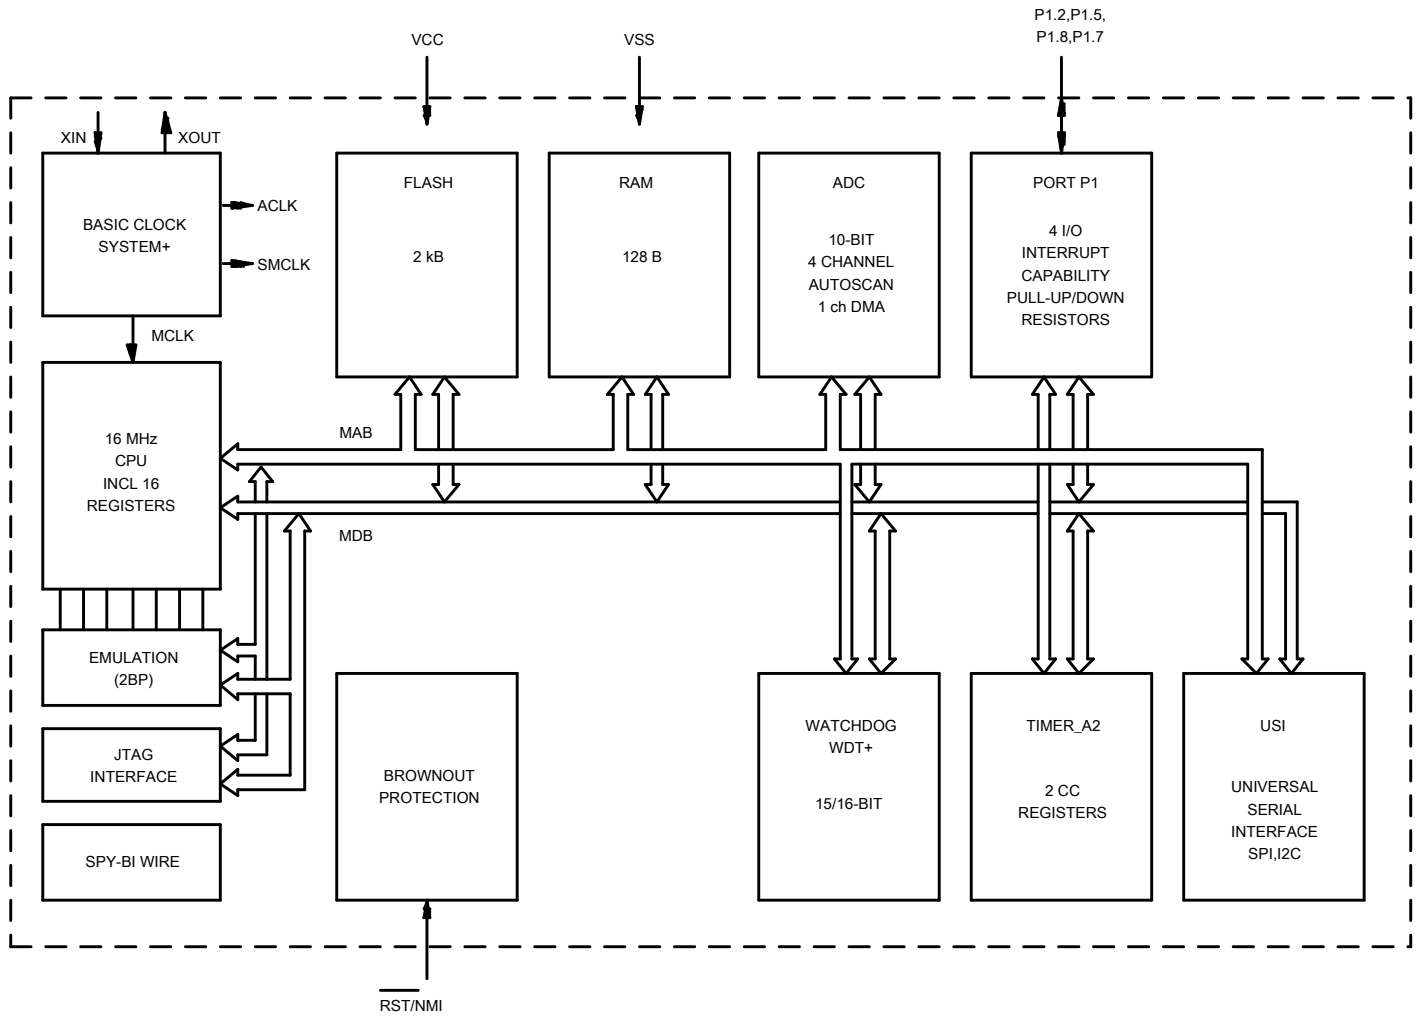 P1.2,P1.5,
P1.8,P1.7
VCC
VSS
XIN
XOUT
BASIC CLOCK
SYSTEM+
ACLK
SMCLK
MCLK
FLASH
2 kB
RAM
128 B
ADC
10-BIT
4 CHANNEL
AUTOSCAN
1 ch DMA
PORT P1
4 I/O
INTERRUPT
CAPABILITY
PULL-UP/DOWN
RESISTORS
16 MHz
CPU
INCL 16
REGISTERS
MAB
MDB
EMULATION
(2BP)
JTAG
INTERFACE
SPY-BI WIRE
BROWNOUT
PROTECTION
WATCHDOG
WDT+
15/16-BIT
TIMER_A2
2 CC
REGISTERS
USI
UNIVERSAL
SERIAL
INTERFACE
SPI,I2C
RST/NMI